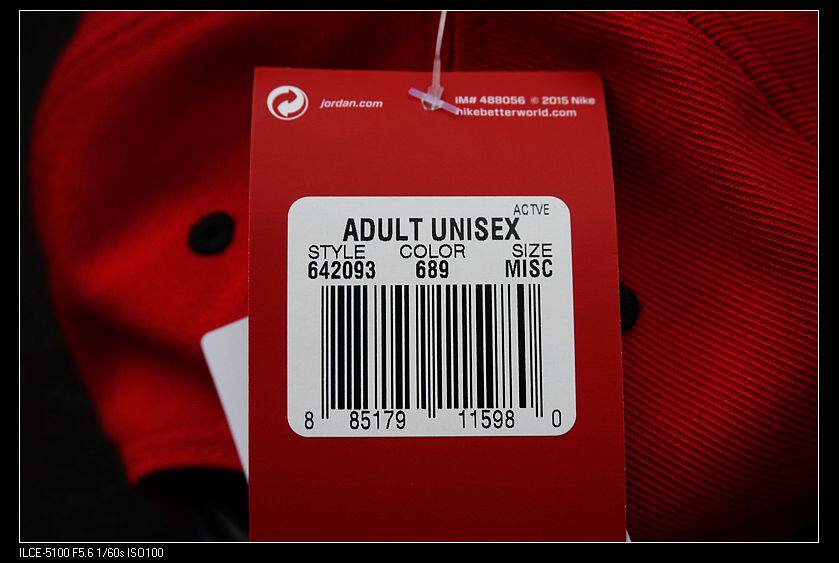 jordan.com
IM# 488056 © 2015 Nike
nikebetterworld.com
ACTVE
ADULT UNISEX
STYLE COLOR SIZE
642093 689 MISC
8 85179 11598 0
ILCE-5100 F5.6 1/60s ISO100